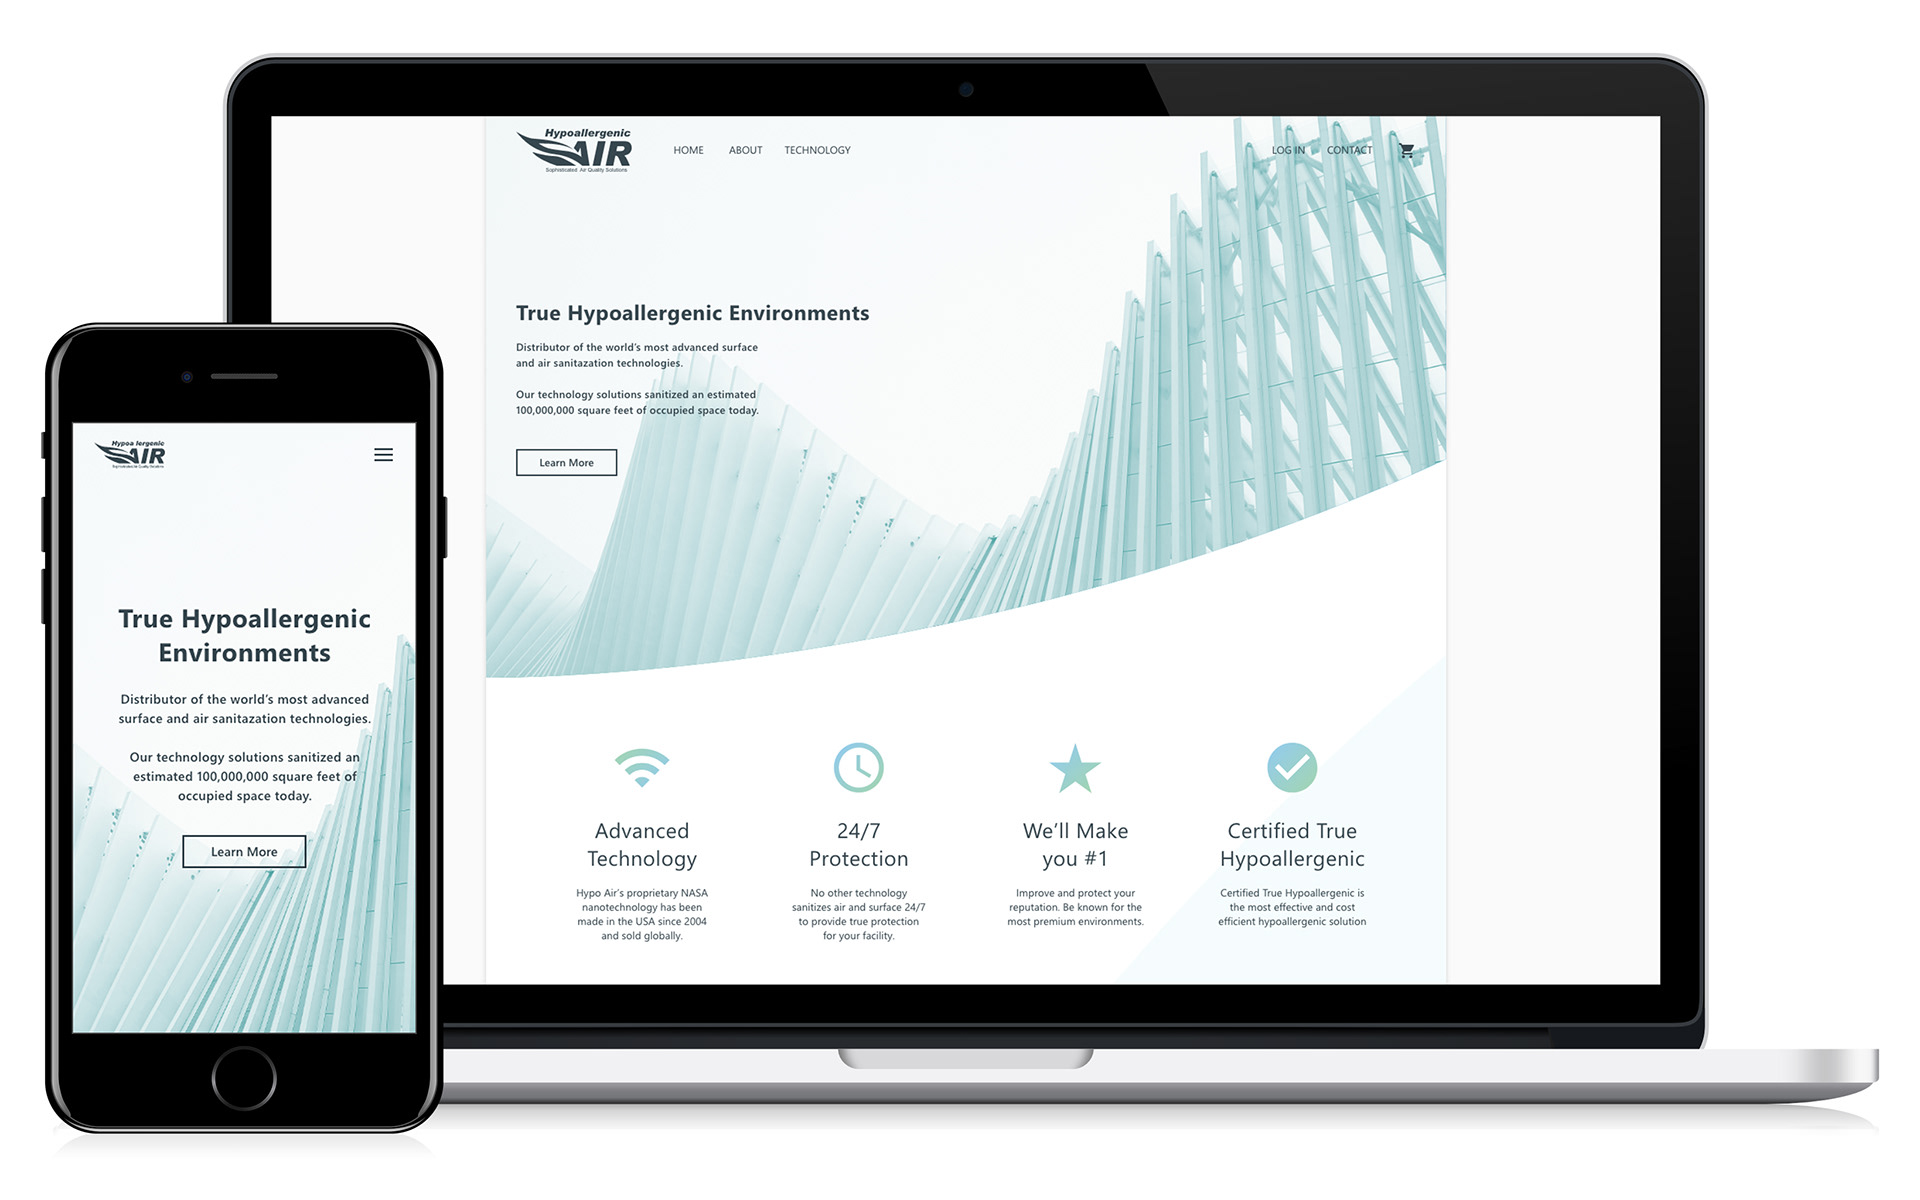 Hypoallergenic
AIR
Sophisticated Air Quality Solutions
HOME ABOUT TECHNOLOGY LOG IN CONTACT
True Hypoallergenic Environments
Distributor of the world’s most advanced surface
and air sanitazation technologies.
Our technology solutions sanitized an estimated
100,000,000 square feet of occupied space today.
Learn More
Advanced
Technology
Hypo Air’s proprietary NASA
nanotechnology has been
made in the USA since 2004
and sold globally.
24/7
Protection
No other technology
sanitizes air and surface 24/7
to provide true protection
for your facility.
We’ll Make
you #1
Improve and protect your
reputation. Be known for the
most premium environments.
Certified True
Hypoallergenic
Certified True Hypoallergenic is
the most effective and cost
efficient hypoallergenic solution
Hypoa lergenic
AIR
True Hypoallergenic
Environments
Distributor of the world’s most advanced
surface and air sanitazation technologies.
Our technology solutions sanitized an
estimated 100,000,000 square feet of
occupied space today.
Learn More